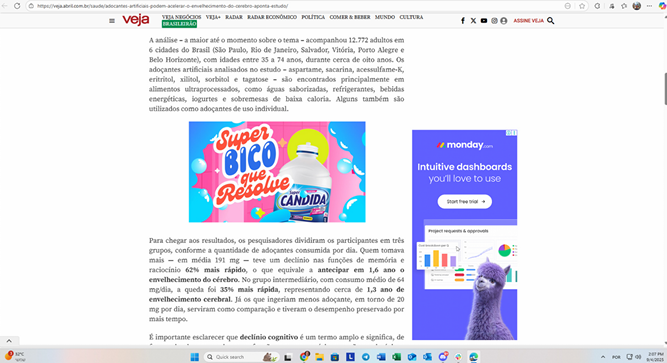 https://veja.abril.com.br/saude/adocantes-artificiais-podem-acelerar-o-envelhecimento-do-cerebro-aponta-estudo/
veja
VEJA NEGÓCIOS VEJA+ RADAR RADAR ECONÔMICO POLÍTICA COMER & BEBER MUNDO CULTURA
BRASILEIRÃO
ASSINE VEJA
A análise – a maior até o momento sobre o tema – acompanhou 12.772 adultos em
6 cidades do Brasil (São Paulo, Rio de Janeiro, Salvador, Vitória, Porto Alegre e
Belo Horizonte), com idades entre 35 a 74 anos, durante cerca de oito anos. Os
adoçantes artificiais analisados no estudo – aspartame, sacarina, acessulfame-K,
eritritol, xilitol, sorbitol e tagatose – são encontrados principalmente em
alimentos ultraprocessados, como águas saborizadas, refrigerantes, bebidas
energéticas, iogurtes e sobremesas de baixa caloria. Alguns também são
utilizados como adoçantes de uso individual.
Super
BICO
que
Resolve
Super
CANDIDA
monday.com
Intuitive dashboards
you'll love to use
Start free trial
Project requests & approvals
Para chegar aos resultados, os pesquisadores dividiram os participantes em três
grupos, conforme a quantidade de adoçantes consumida por dia. Quem tomava
mais — em média 191 mg — teve um declínio nas funções de memória e
raciocínio 62% mais rápido, o que equivale a antecipar em 1,6 ano o
envelhecimento do cérebro. No grupo intermediário, com consumo médio de 64
mg/dia, a queda foi 35% mais rápida, representando cerca de 1,3 ano de
envelhecimento cerebral. Já os que ingeriam menos adoçante, em torno de 20
mg por dia, serviram como comparação e tiveram o desempenho preservado por
mais tempo.
É importante esclarecer que declínio cognitivo é um termo amplo e significa, de
32°C
Quick search
POR
2:07 PM